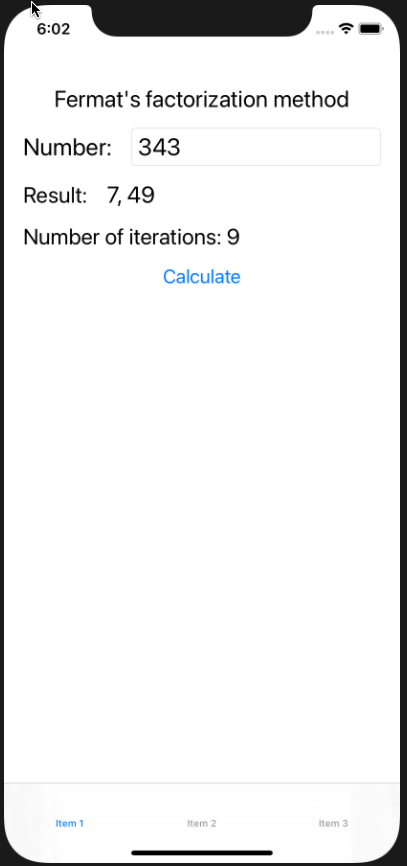 6:02
Fermat's factorization method
Number: 343
Result: 7, 49
Number of iterations: 9
Calculate
Item 1 Item 2 Item 3